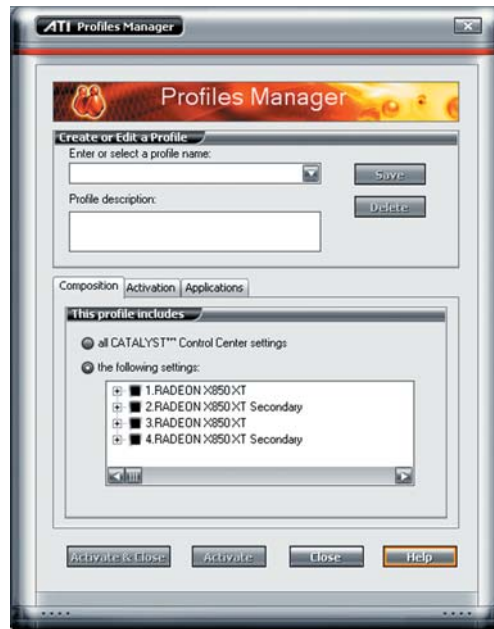 ATI Profiles Manager
Profiles Manager
Create or Edit a Profile
Enter or select a profile name:
Save
Profile description:
Delete
Composition Activation Applications
This profile includes
all CATALYST™ Control Center settings
the following settings:
1.RADEON X850 XT
2.RADEON X850 XT Secondary
3.RADEON X850 XT
4.RADEON X850 XT Secondary
Activate & Close Activate Close Help